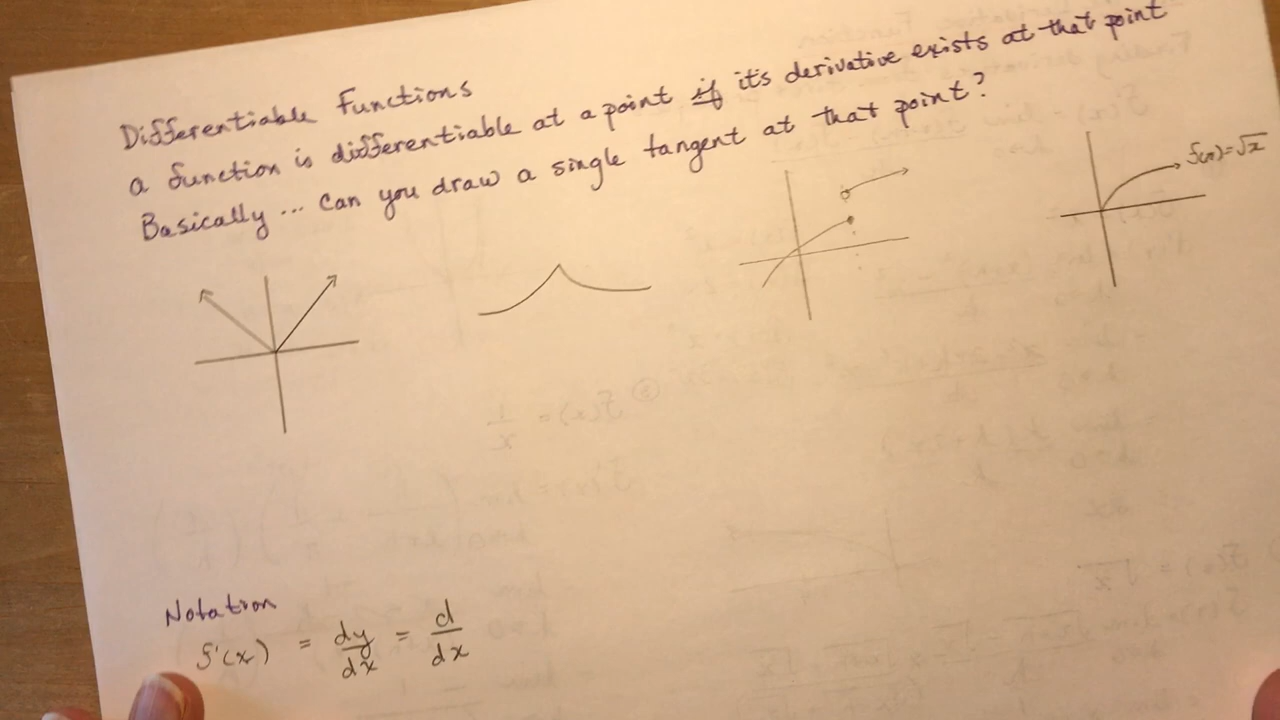 Differentiable Functions
a function is differentiable at a point if its derivative exists at that point
Basically... Can you draw a single tangent at that point?
f(x)=√x
Notation
f'(x) = dy/dx = d/dx